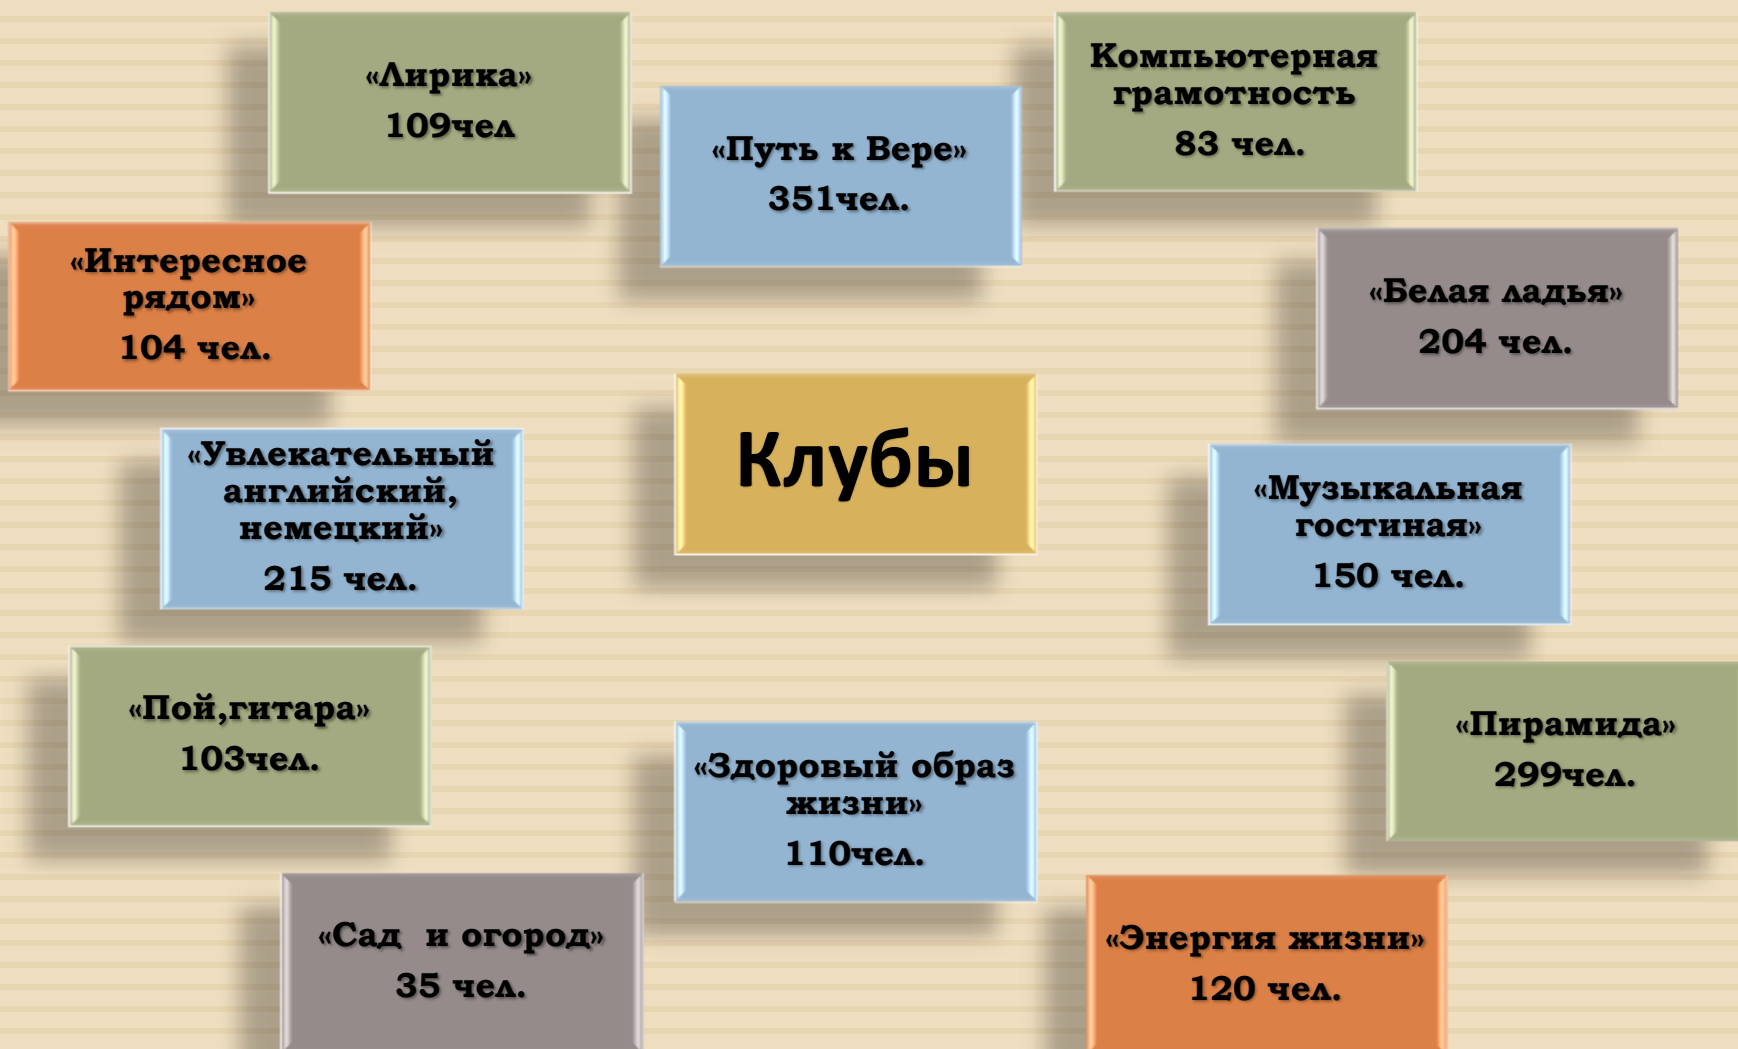 «Лирика»
109чел
«Путь к Вере»
351чел.
Компьютерная
грамотность
83 чел.
«Интересное
рядом»
104 чел.
«Белая ладья»
204 чел.
«Увлекательный
английский,
немецкий»
215 чел.
Клубы
«Музыкальная
гостиная»
150 чел.
«Пой,гитара»
103чел.
«Здоровый образ
жизни»
110чел.
«Пирамида»
299чел.
«Сад  и огород»
35 чел.
«Энергия жизни»
120 чел.